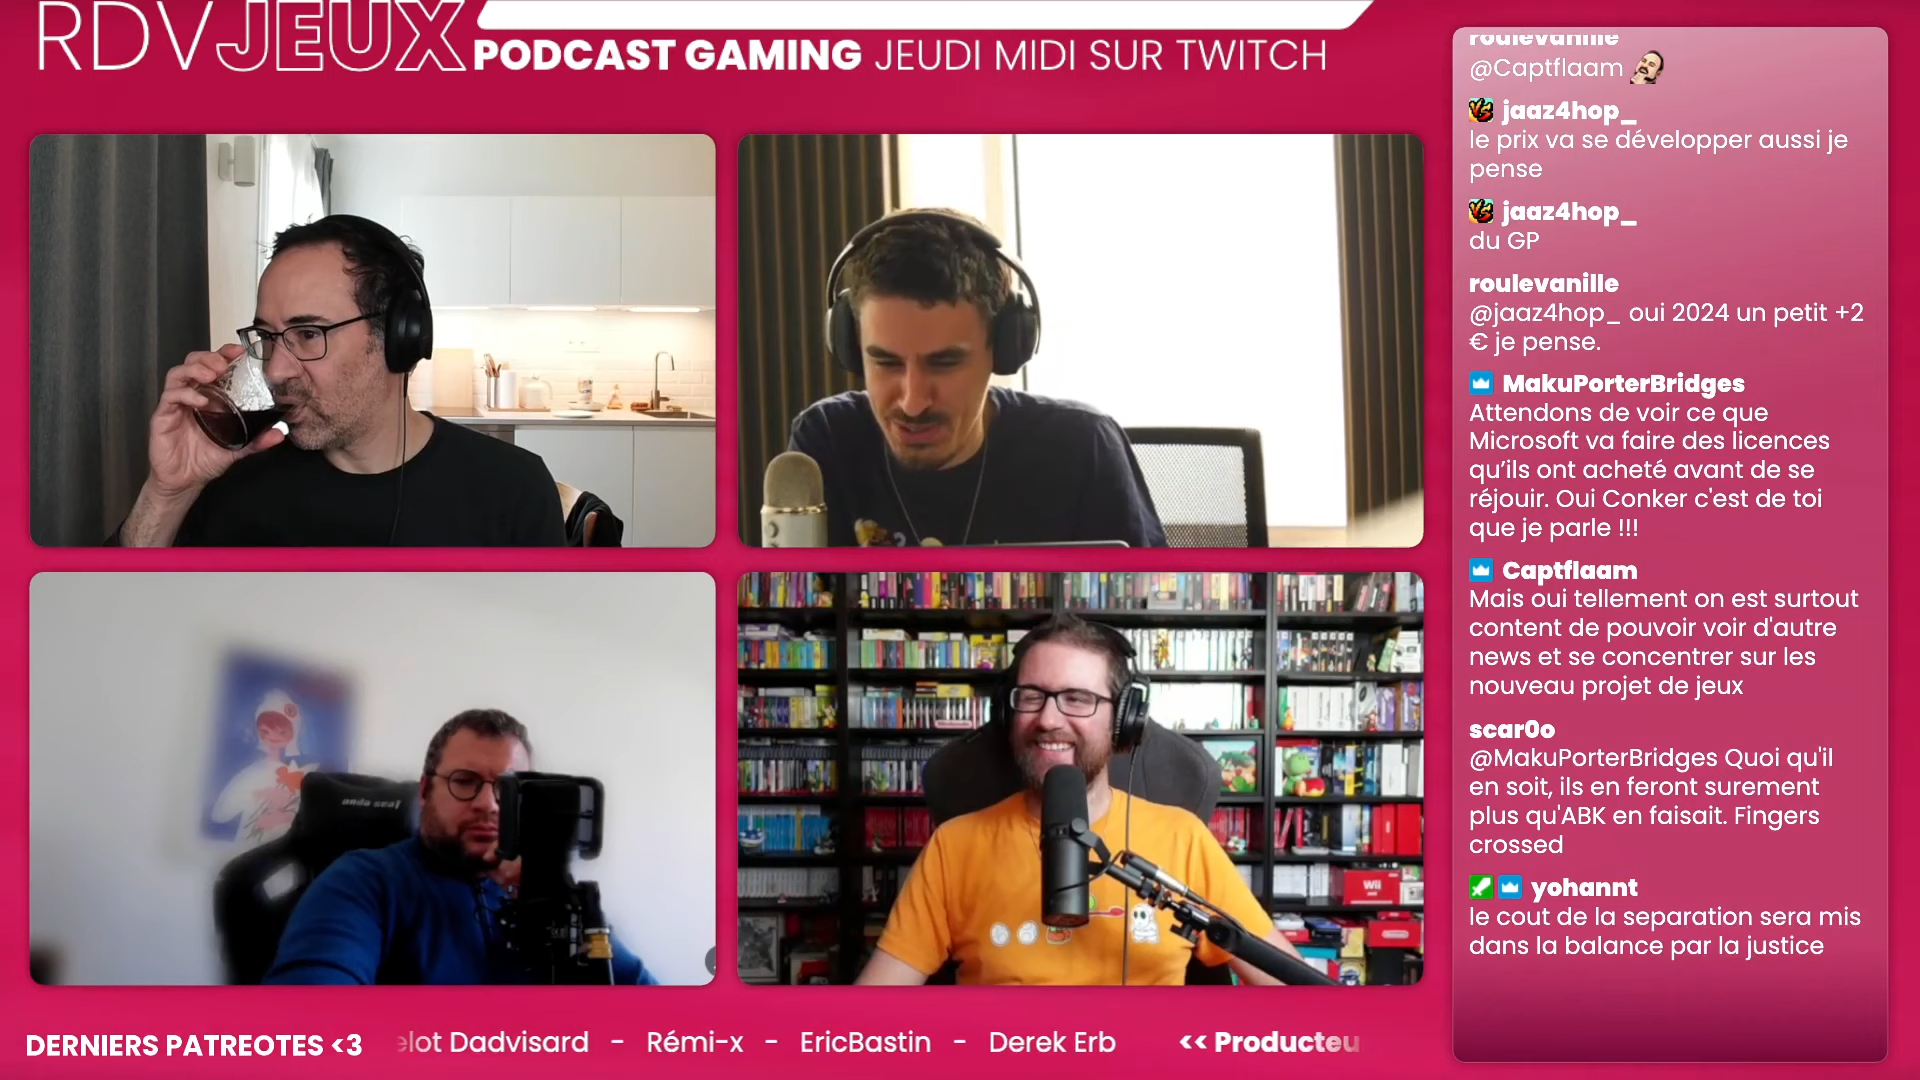 RDVJEUX
PODCAST GAMING JEUDI MIDI SUR TWITCH
roulevanille
@Captflaam
jaaz4hop_
le prix va se développer aussi je
pense
jaaz4hop_
du GP
roulevanille
@jaaz4hop_ oui 2024 un petit +2
€ je pense.
MakuPorterBridges
Attendons de voir ce que
Microsoft va faire des licences
qu’ils ont acheté avant de se
réjouir. Oui Conker c'est de toi
que je parle !!!
Captflaam
Mais oui tellement on est surtout
content de pouvoir voir d'autre
news et se concentrer sur les
nouveau projet de jeux
scar0o
@MakuPorterBridges Quoi qu'il
en soit, ils en feront surement
plus qu'ABK en faisait. Fingers
crossed
yohannt
le cout de la separation sera mis
dans la balance par la justice
anda seaT
Wii
DERNIERS PATREOTES <3
elot Dadvisard - Rémi-x - EricBastin - Derek Erb << Producteu